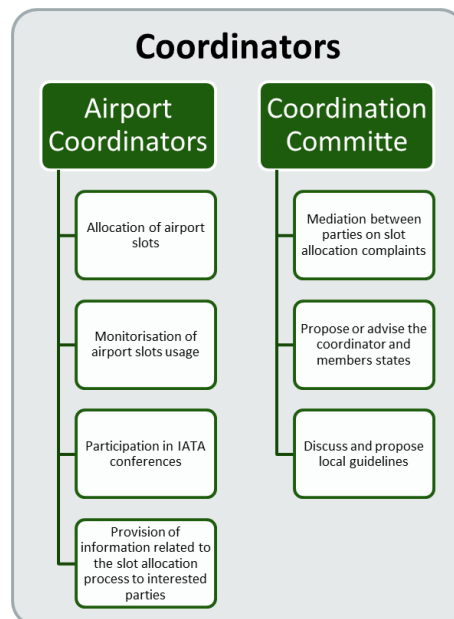 Coordinators
Airport
Coordinators
Allocation of airport
slots
Monitorisation of
airport slots usage
Participation in IATA
conferences
Provision of
information related to
the slot allocation
process to interested
parties
Coordination
Committe
Mediation between
parties on slot
allocation complaints
Propose or advise the
coordinator and
members states
Discuss and propose
local guidelines